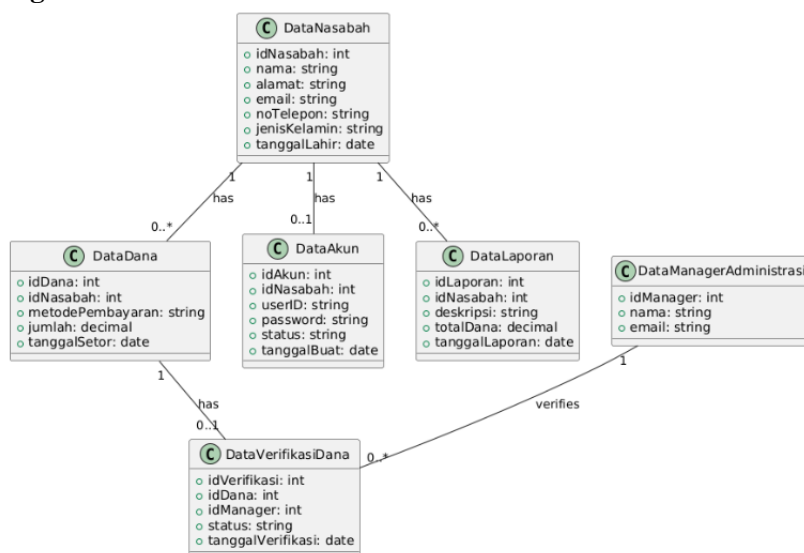 C DataNasabah
idNasabah: int
nama: string
alamat: string
email: string
noTelepon: string
jenisKelamin: string
tanggalLahir: date
1 1 1
has has has
0..* 0..1 0..*
C DataDana
idDana: int
idNasabah: int
metodePembayaran: string
jumlah: decimal
tanggalSetor: date
C DataAkun
idAkun: int
idNasabah: int
userID: string
password: string
status: string
tanggalBuat: date
C DataLaporan
idLaporan: int
idNasabah: int
deskripsi: string
totalDana: decimal
tanggalLaporan: date
C DataManagerAdministrasi
idManager: int
nama: string
email: string
1 1
has verifies
0..1 0..*
C DataVerifikasiDana
idVerifikasi: int
idDana: int
idManager: int
status: string
tanggalVerifikasi: date